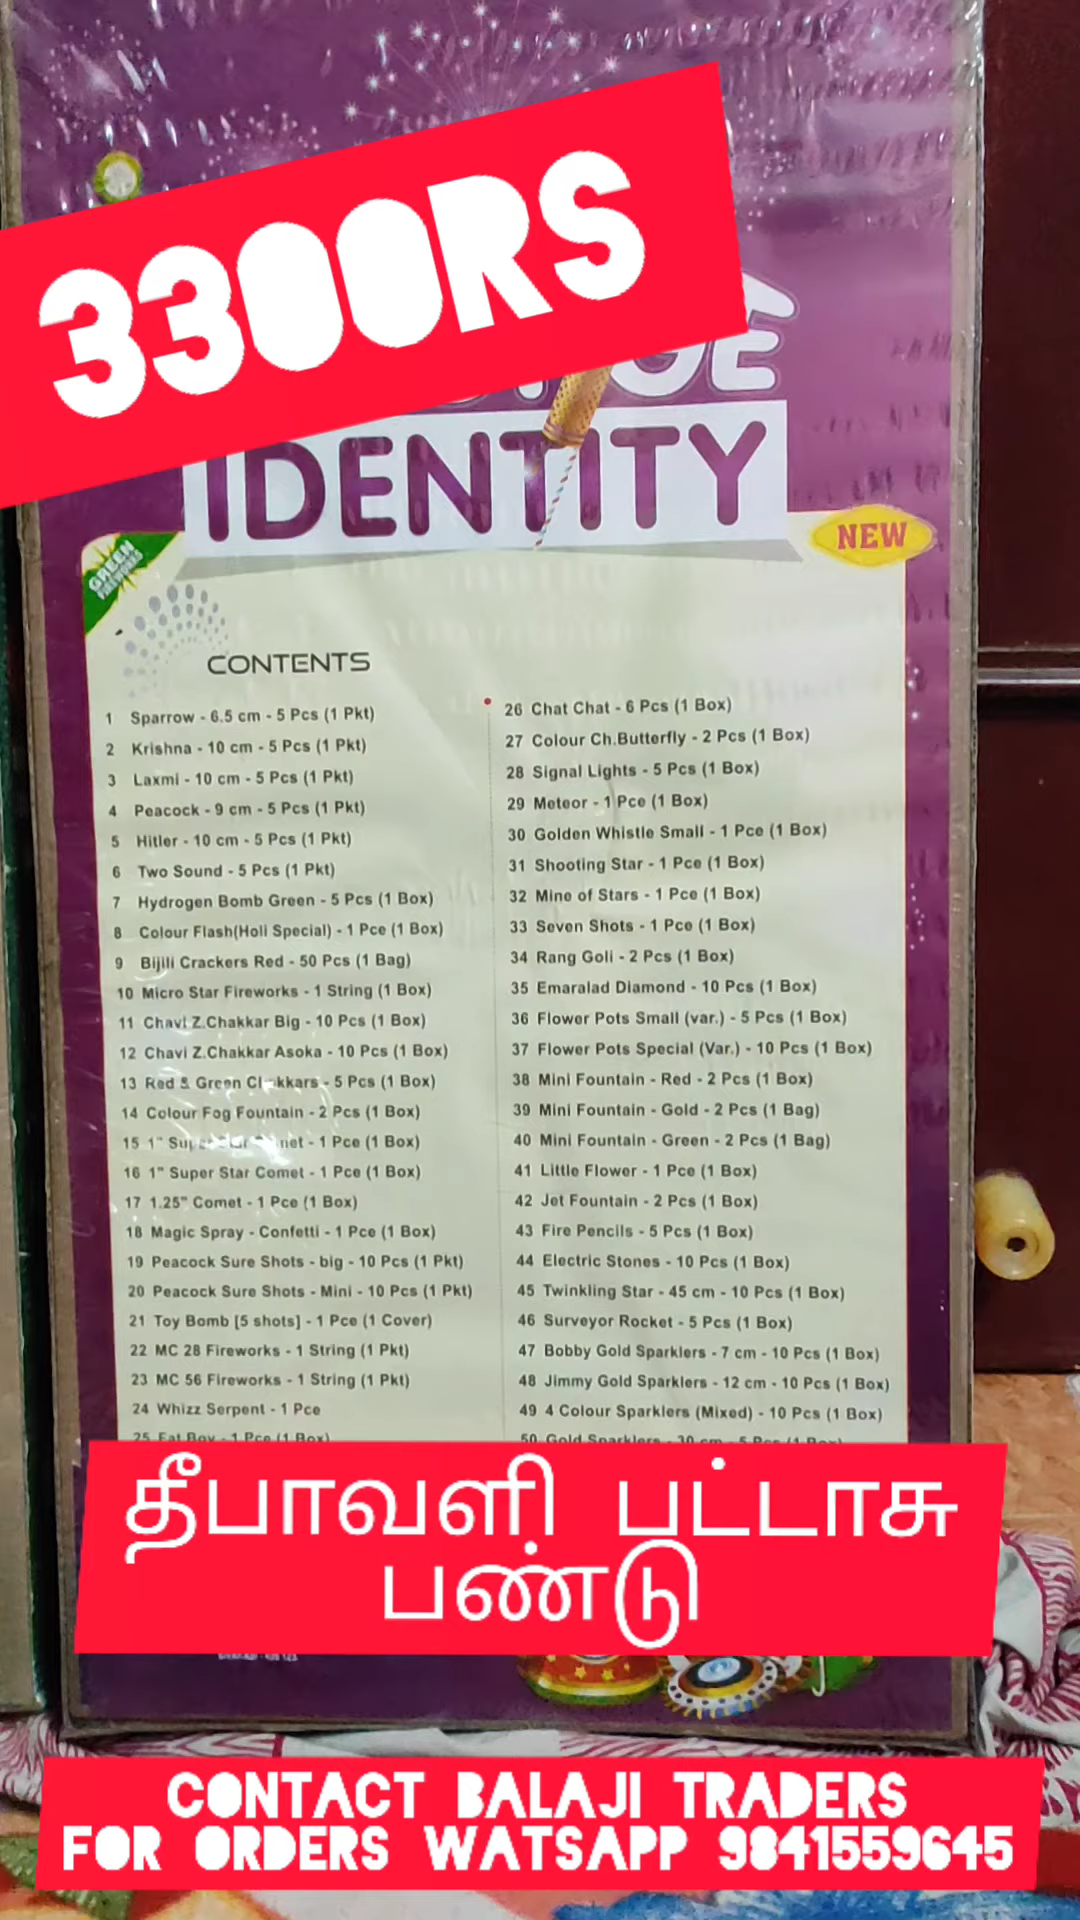 3300RS
IDENTITY
NEW
GREEN
FIREWORKS
CONTENTS
1 Sparrow - 6.5 cm - 5 Pcs (1 Pkt)
2 Krishna - 10 cm - 5 Pcs (1 Pkt)
3 Laxmi - 10 cm - 5 Pcs (1 Pkt)
4 Peacock - 9 cm - 5 Pcs (1 Pkt)
5 Hitler - 10 cm - 5 Pcs (1 Pkt)
6 Two Sound - 5 Pcs (1 Pkt)
7 Hydrogen Bomb Green - 5 Pcs (1 Box)
8 Colour Flash(Holi Special) - 1 Pce (1 Box)
9 Bijili Crackers Red - 50 Pcs (1 Bag)
10 Micro Star Fireworks - 1 String (1 Box)
11 Chavi Z.Chakkar Big - 10 Pcs (1 Box)
12 Chavi Z.Chakkar Asoka - 10 Pcs (1 Box)
13 Red & Green Chakkars - 5 Pcs (1 Box)
14 Colour Fog Fountain - 2 Pcs (1 Box)
15 1" - 1 Pce (1 Box)
16 1" Super Star Comet - 1 Pce (1 Box)
17 1.25" Comet - 1 Pce (1 Box)
18 Magic Spray - Confetti - 1 Pce (1 Box)
19 Peacock Sure Shots - big - 10 Pcs (1 Pkt)
20 Peacock Sure Shots - Mini - 10 Pcs (1 Pkt)
21 Toy Bomb [5 shots] - 1 Pce (1 Cover)
22 MC 28 Fireworks - 1 String (1 Pkt)
23 MC 56 Fireworks - 1 String (1 Pkt)
24 Whizz Serpent - 1 Pce
25 Fat Boy - 1 Pce (1 Box)
26 Chat Chat - 6 Pcs (1 Box)
27 Colour Ch.Butterfly - 2 Pcs (1 Box)
28 Signal Lights - 5 Pcs (1 Box)
29 Meteor - 1 Pce (1 Box)
30 Golden Whistle Small - 1 Pce (1 Box)
31 Shooting Star - 1 Pce (1 Box)
32 Mine of Stars - 1 Pce (1 Box)
33 Seven Shots - 1 Pce (1 Box)
34 Rang Goli - 2 Pcs (1 Box)
35 Emaralad Diamond - 10 Pcs (1 Box)
36 Flower Pots Small (var.) - 5 Pcs (1 Box)
37 Flower Pots Special (Var.) - 10 Pcs (1 Box)
38 Mini Fountain - Red - 2 Pcs (1 Box)
39 Mini Fountain - Gold - 2 Pcs (1 Bag)
40 Mini Fountain - Green - 2 Pcs (1 Bag)
41 Little Flower - 1 Pce (1 Box)
42 Jet Fountain - 2 Pcs (1 Box)
43 Fire Pencils - 5 Pcs (1 Box)
44 Electric Stones - 10 Pcs (1 Box)
45 Twinkling Star - 45 cm - 10 Pcs (1 Box)
46 Surveyor Rocket - 5 Pcs (1 Box)
47 Bobby Gold Sparklers - 7 cm - 10 Pcs (1 Box)
48 Jimmy Gold Sparklers - 12 cm - 10 Pcs (1 Box)
49 4 Colour Sparklers (Mixed) - 10 Pcs (1 Box)
50 Gold Sparklers - 30 cm - 5 Pcs (1 Box)
தீபாவளி பட்டாசு
பண்டு
CONTACT BALAJI TRADERS
FOR ORDERS WATSAPP 9841559645